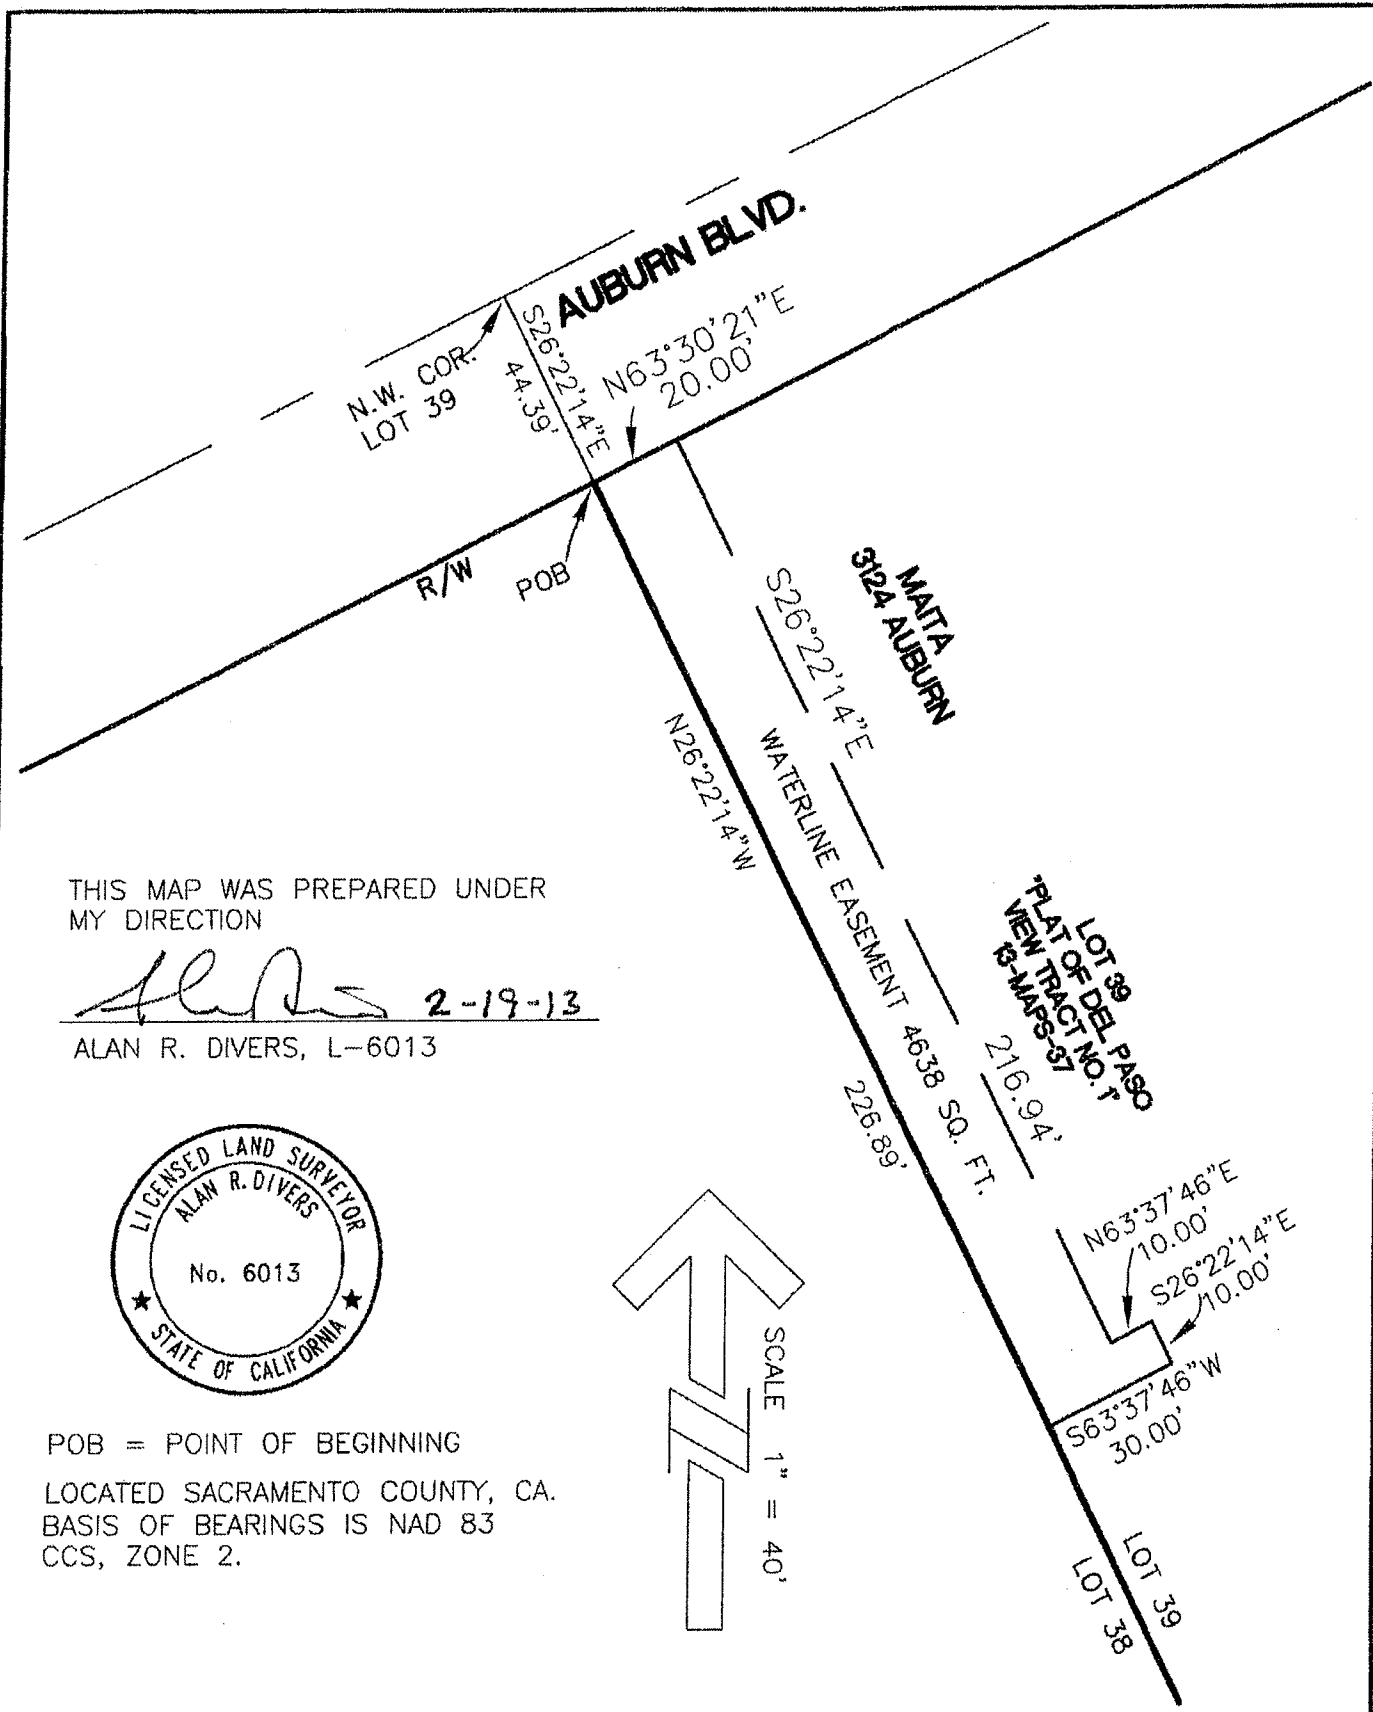 AUBURN BLVD.
N.W. COR.
LOT 39
S26°22'14"E
44.39'
N63°30'21"E
20.00'
R/W
POB
MAITA
3124 AUBURN
S26°22'14"E
N26°22'14"W
WATERLINE EASEMENT 4638 SQ. FT.
216.94'
226.89'
LOT 39
"PLAT OF DEL PASO
VIEW TRACT NO. 1"
13-MAPS-37
THIS MAP WAS PREPARED UNDER
MY DIRECTION
2-19-13
ALAN R. DIVERS, L-6013
LICENSED LAND SURVEYOR
ALAN R. DIVERS
No. 6013
STATE OF CALIFORNIA
N63°37'46"E
10.00'
S26°22'14"E
10.00'
S63°37'46"W
30.00'
SCALE 1" = 40'
POB = POINT OF BEGINNING
LOCATED SACRAMENTO COUNTY, CA.
BASIS OF BEARINGS IS NAD 83
CCS, ZONE 2.
LOT 39
LOT 38